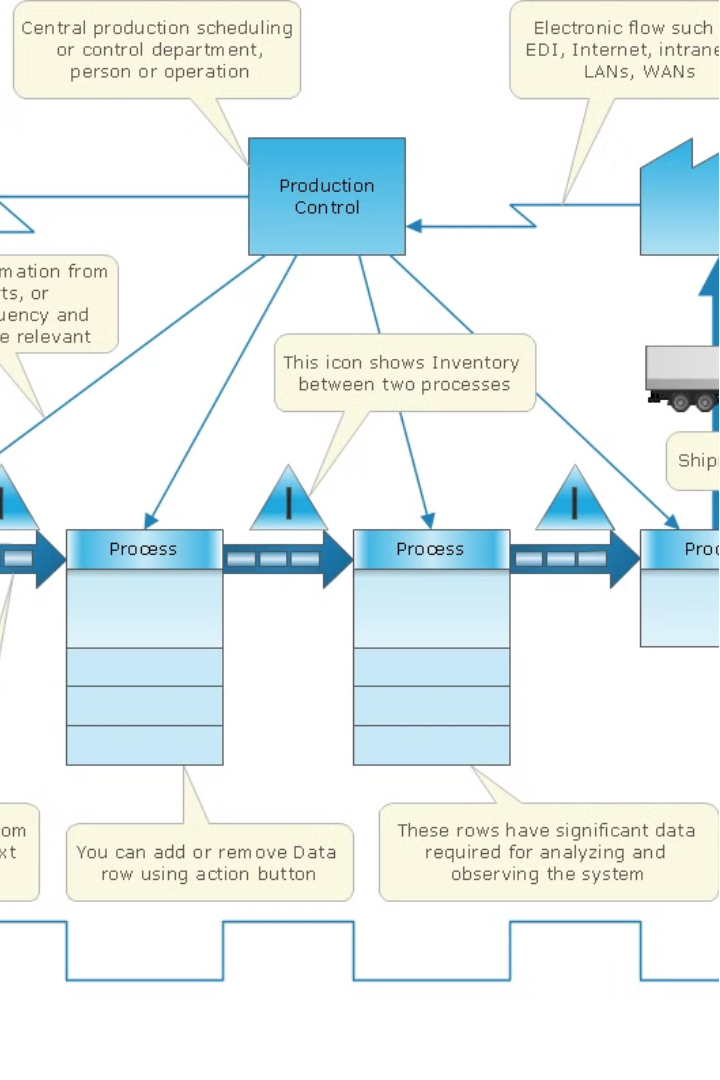 Central production scheduling
or control department,
person or operation
Electronic flow such
EDI, Internet, intrane
LANs, WANs
Production
Control
mation from
rts, or
uency and
e relevant
This icon shows Inventory
between two processes
Ship
I
I
I
Process
Process
Proc
om
xt
You can add or remove Data
row using action button
These rows have significant data
required for analyzing and
observing the system